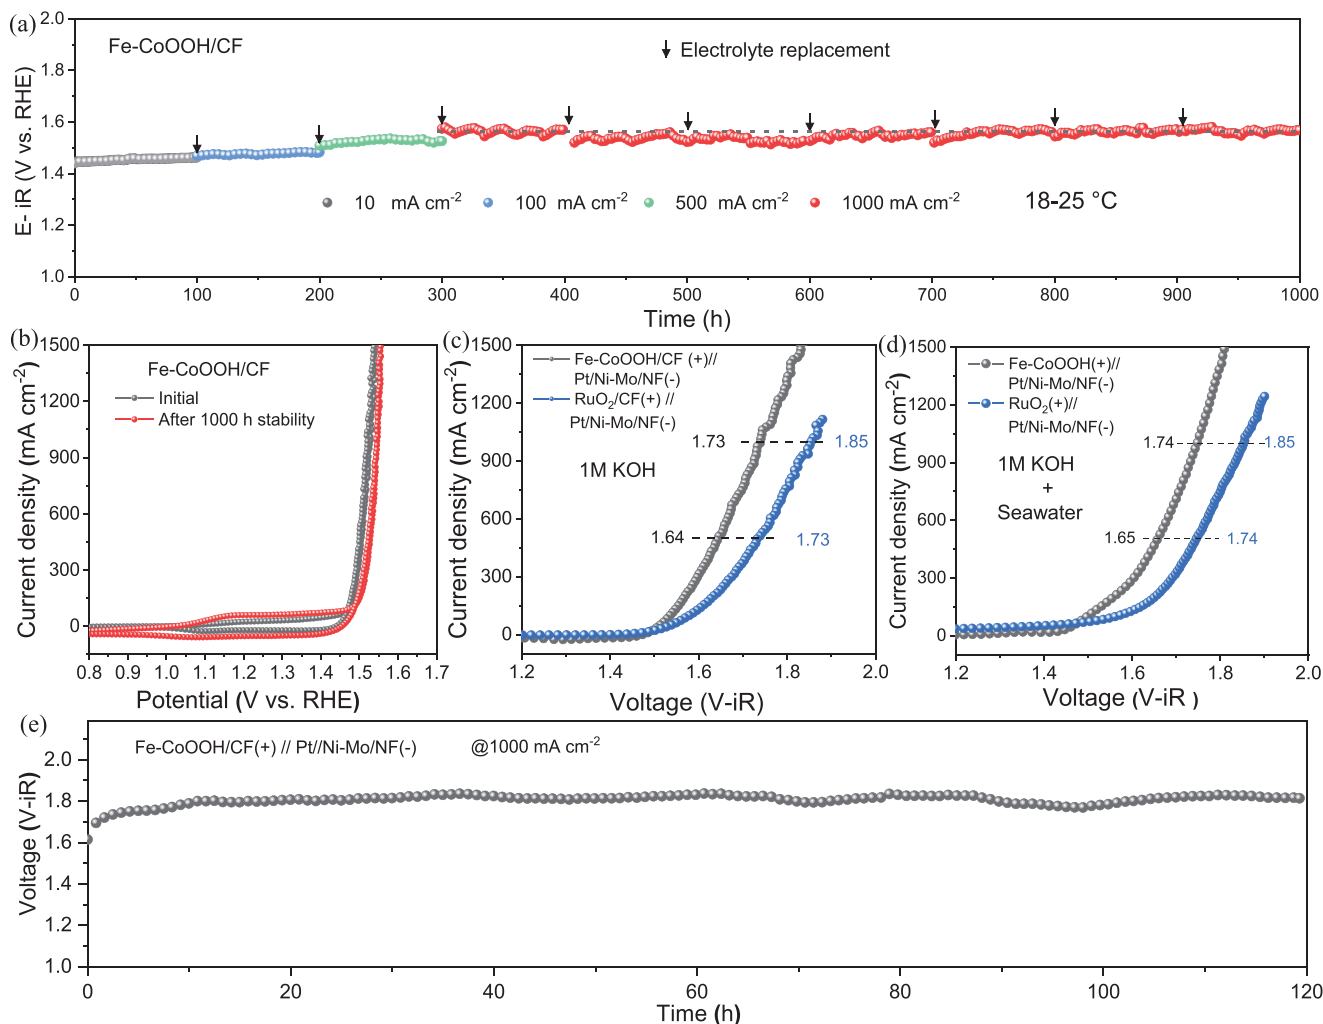 (a)
Fe-CoOOH/CF
Electrolyte replacement
E- iR (V vs. RHE)
2.0
1.8
1.6
1.4
1.2
1.0
10 mA cm-2
100 mA cm-2
500 mA cm-2
1000 mA cm-2
18-25 °C
0 100 200 300 400 500 600 700 800 900 1000
Time (h)
(b)
Fe-CoOOH/CF
Initial
After 1000 h stability
Current density (mA cm-2)
1500
1200
900
600
300
0
0.8 0.9 1.0 1.1 1.2 1.3 1.4 1.5 1.6 1.7
Potential (V vs. RHE)
(c)
Fe-CoOOH/CF (+)//
Pt/Ni-Mo/NF(-)
RuO2/CF(+) //
Pt/Ni-Mo/NF(-)
1.73
1.85
1M KOH
1.64
1.73
Current density (mA cm-2)
1500
1200
900
600
300
0
1.2 1.4 1.6 1.8 2.0
Voltage (V-iR)
(d)
Fe-CoOOH(+)//
Pt/Ni-Mo/NF(-)
RuO2(+)//
Pt/Ni-Mo/NF(-)
1.74
1.85
1M KOH
+
Seawater
1.65
1.74
Current density (mA cm-2)
1500
1200
900
600
300
0
1.2 1.4 1.6 1.8 2.0
Voltage (V-iR )
(e)
Fe-CoOOH/CF(+) // Pt//Ni-Mo/NF(-) @1000 mA cm-2
Voltage (V-iR)
2.0
1.8
1.6
1.4
1.2
1.0
0 20 40 60 80 100 120
Time (h)